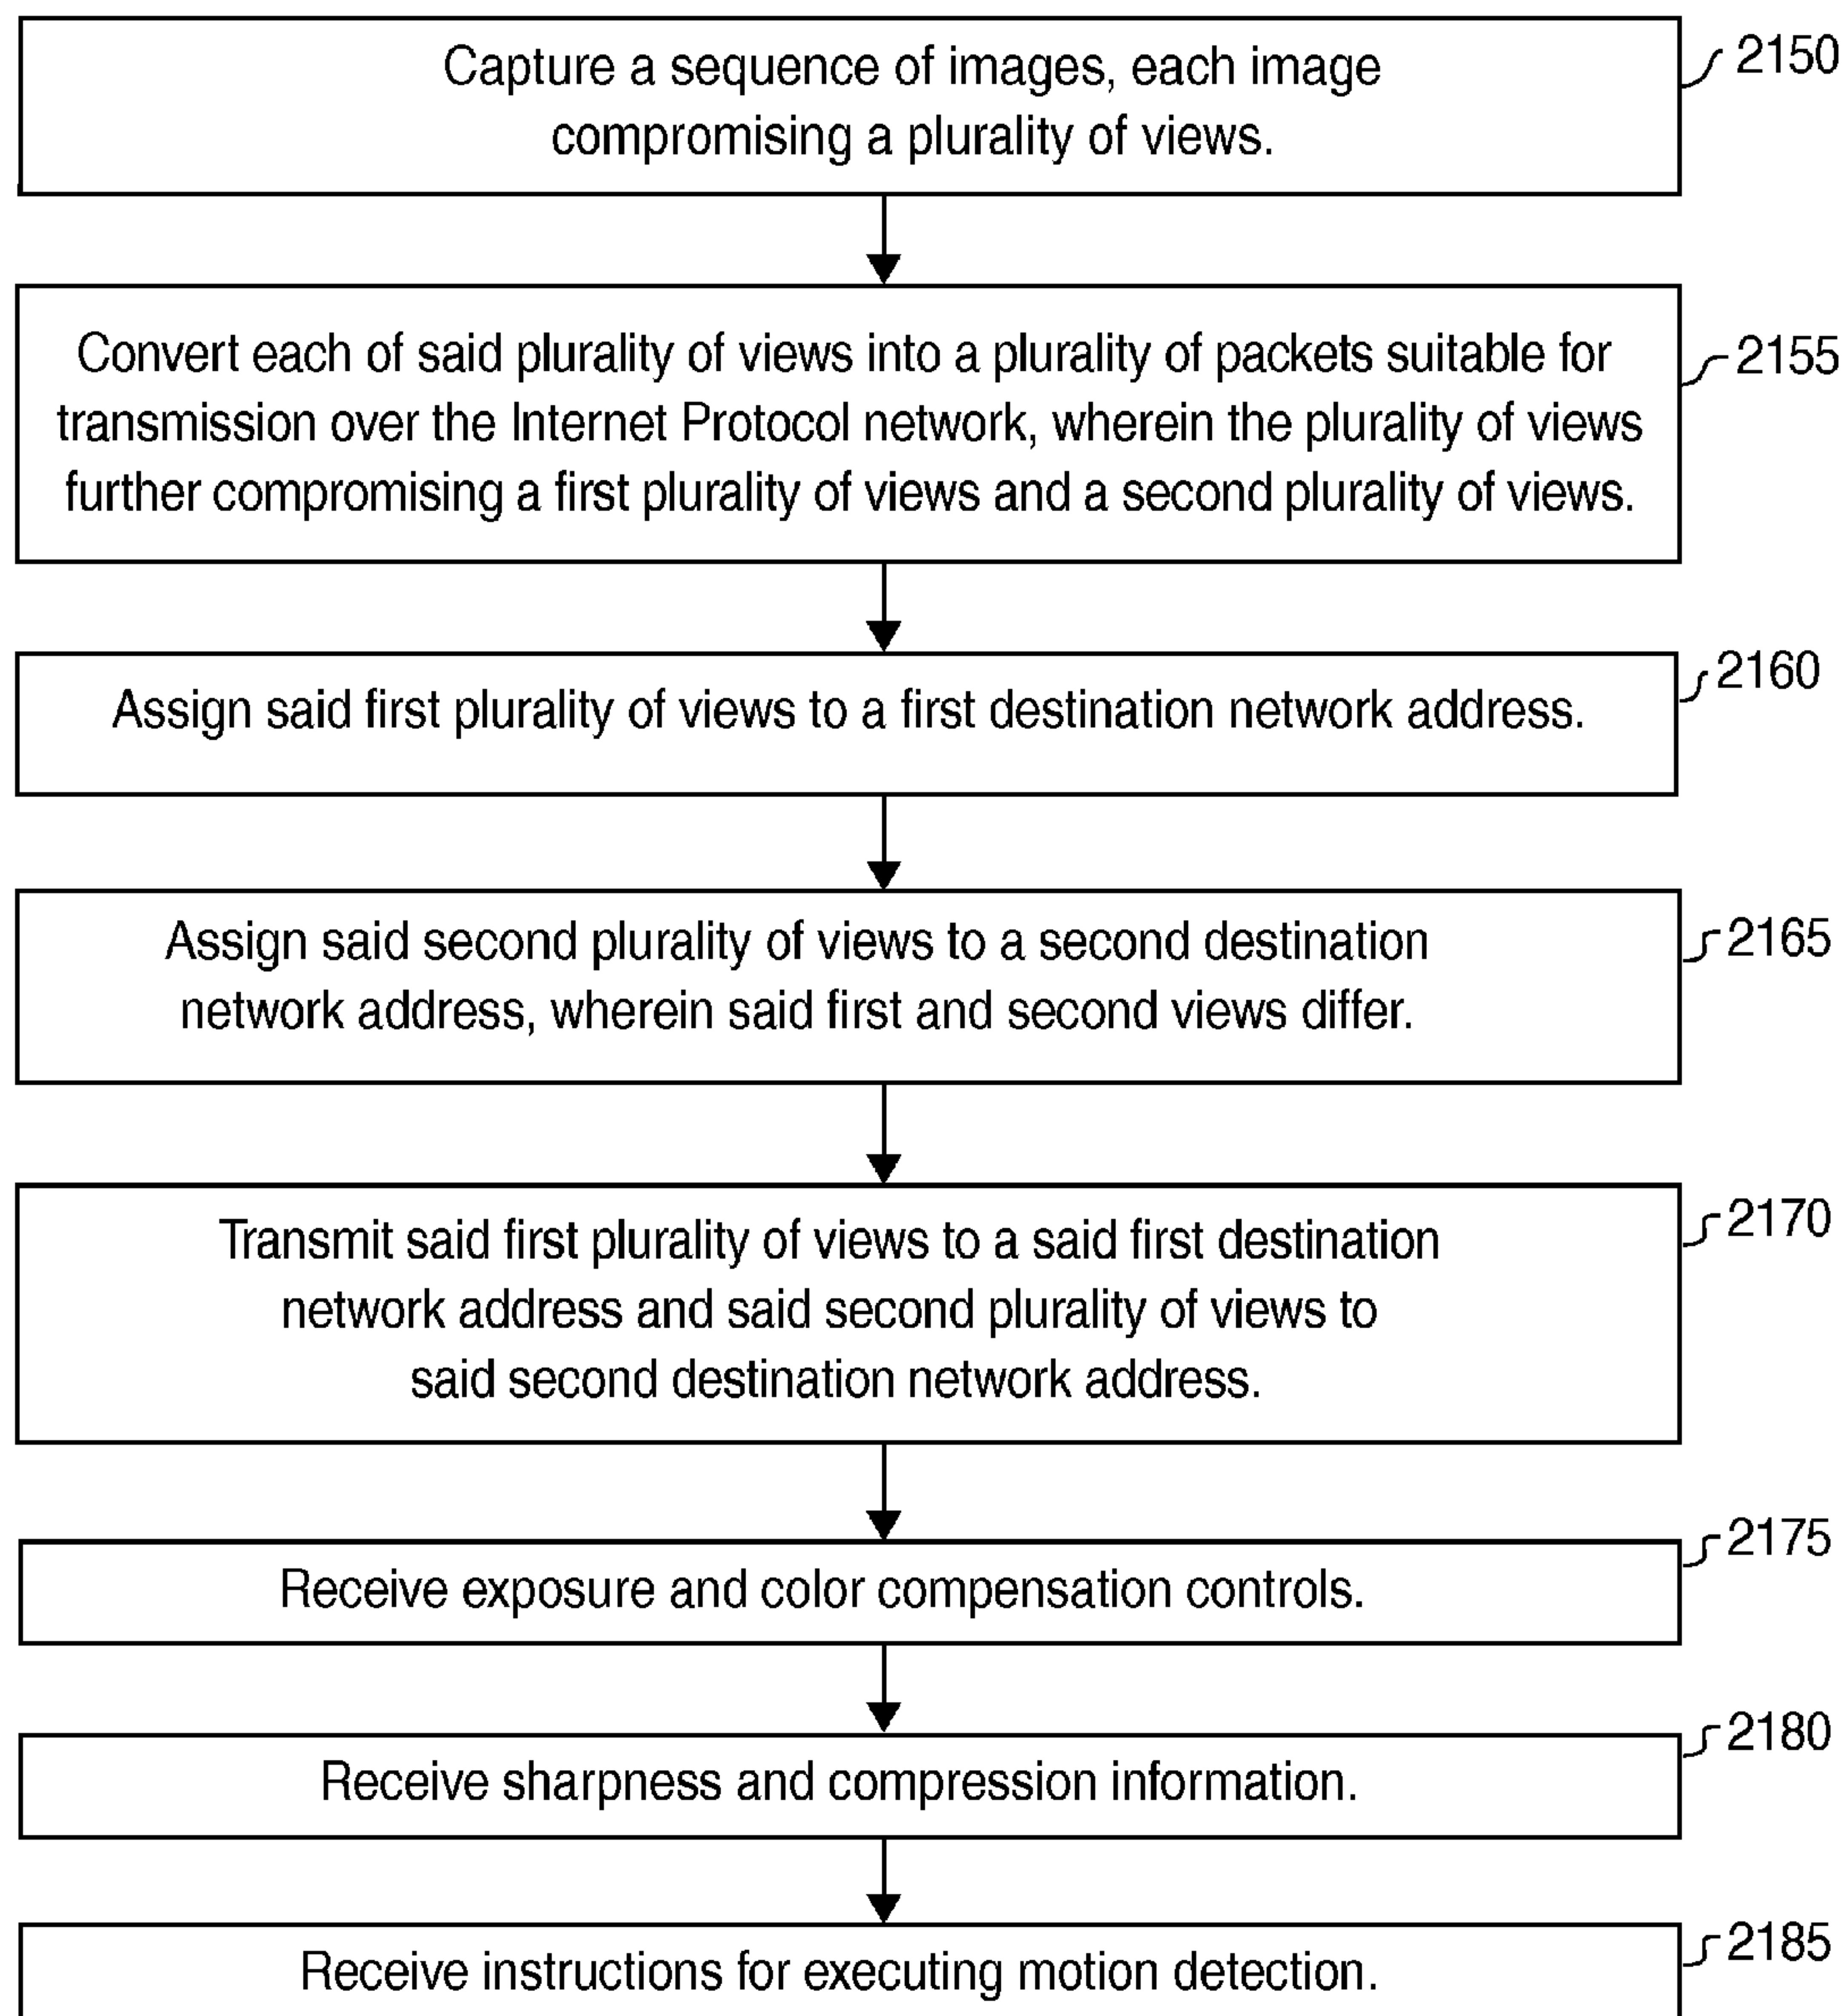 Capture a sequence of images, each image
compromising a plurality of views.
2150
Convert each of said plurality of views into a plurality of packets suitable for
transmission over the Internet Protocol network, wherein the plurality of views
further compromising a first plurality of views and a second plurality of views.
2155
Assign said first plurality of views to a first destination network address.
2160
Assign said second plurality of views to a second destination
network address, wherein said first and second views differ.
2165
Transmit said first plurality of views to a said first destination
network address and said second plurality of views to
said second destination network address.
2170
Receive exposure and color compensation controls.
2175
Receive sharpness and compression information.
2180
Receive instructions for executing motion detection.
2185